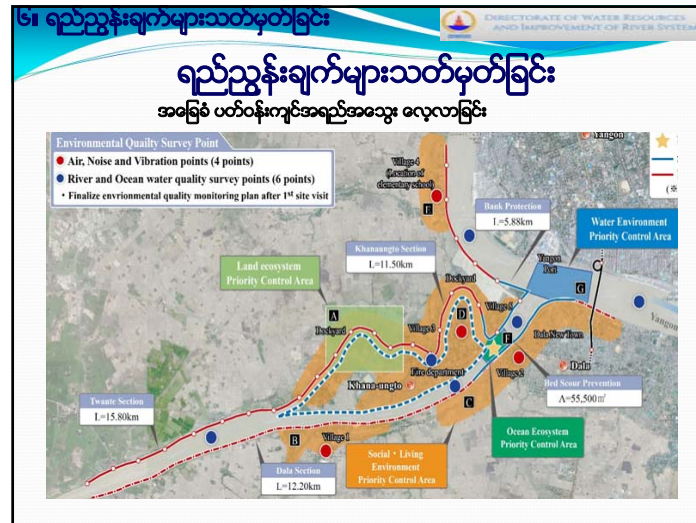 ၆။ ရည်ညွှန်းချက်များသတ်မှတ်ခြင်း
DIRECTORATE OF WATER RESOURCES
AND IMPROVEMENT OF RIVER SYSTEM
ရည်ညွှန်းချက်များသတ်မှတ်ခြင်း
အခြေခံ ပတ်ဝန်းကျင်အရည်အသွေး လေ့လာခြင်း
Environmental Quailty Survey Point
Air, Noise and Vibration points (4 points)
River and Ocean water quality survey points (6 points)
• Finalize envrionmental quality monitoring plan after 1st site visit
Yangon
Village 4
(Location of
elementary school)
E
Bank Protection
L=5.88km
Water Environment
Priority Control Area
Khanaangto Section
L=11.50km
Land ecosystem
Priority Control Area
Yangon
Port
C
G
Dockyard
A
Dockyard
Village 3
D
Village 5
Yangon
F
Dala New Town
Fire department
Village 2
Dala
Khana-ungto
Twante Section
L=15.80km
C
Bed Scour Prevention
A=55,500㎡
B
Village 1
Ocean Ecosystem
Priority Control Area
Social · Living
Environment
Priority Control Area
Dala Section
L=12.20km